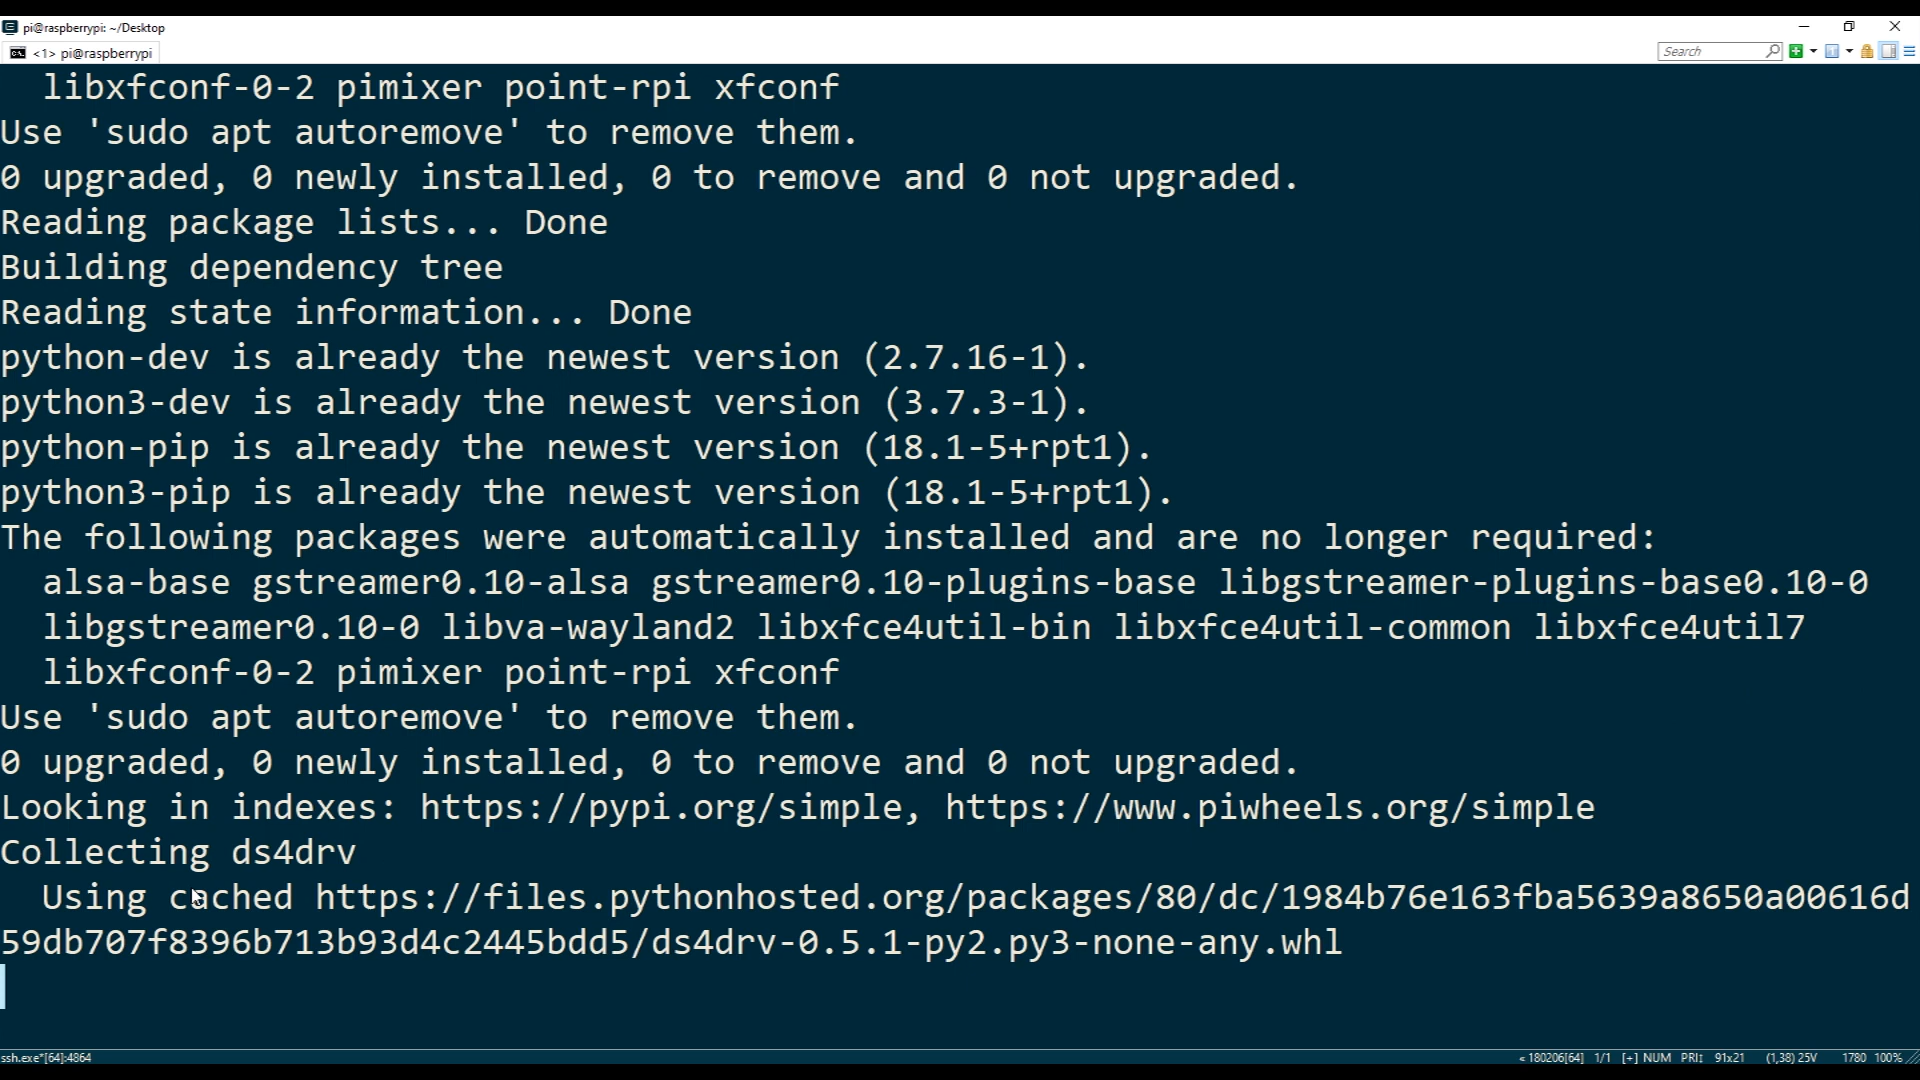 pi@raspberrypi: ~/Desktop
<1> pi@raspberrypi
Search
libxfconf-0-2 pimixer point-rpi xfconf
Use 'sudo apt autoremove' to remove them.
0 upgraded, 0 newly installed, 0 to remove and 0 not upgraded.
Reading package lists... Done
Building dependency tree
Reading state information... Done
python-dev is already the newest version (2.7.16-1).
python3-dev is already the newest version (3.7.3-1).
python-pip is already the newest version (18.1-5+rpt1).
python3-pip is already the newest version (18.1-5+rpt1).
The following packages were automatically installed and are no longer required:
alsa-base gstreamer0.10-alsa gstreamer0.10-plugins-base libgstreamer-plugins-base0.10-0
libgstreamer0.10-0 libva-wayland2 libxfce4util-bin libxfce4util-common libxfce4util7
libxfconf-0-2 pimixer point-rpi xfconf
Use 'sudo apt autoremove' to remove them.
0 upgraded, 0 newly installed, 0 to remove and 0 not upgraded.
Looking in indexes: https://pypi.org/simple, https://www.piwheels.org/simple
Collecting ds4drv
Using cached https://files.pythonhosted.org/packages/80/dc/1984b76e163fba5639a8650a00616d
59db707f8396b713b93d4c2445bdd5/ds4drv-0.5.1-py2.py3-none-any.whl
ssh.exe*[64]:4864
« 180206[64] 1/1 [+] NUM PRI↕ 91x21 (1,38) 25V 1780 100%